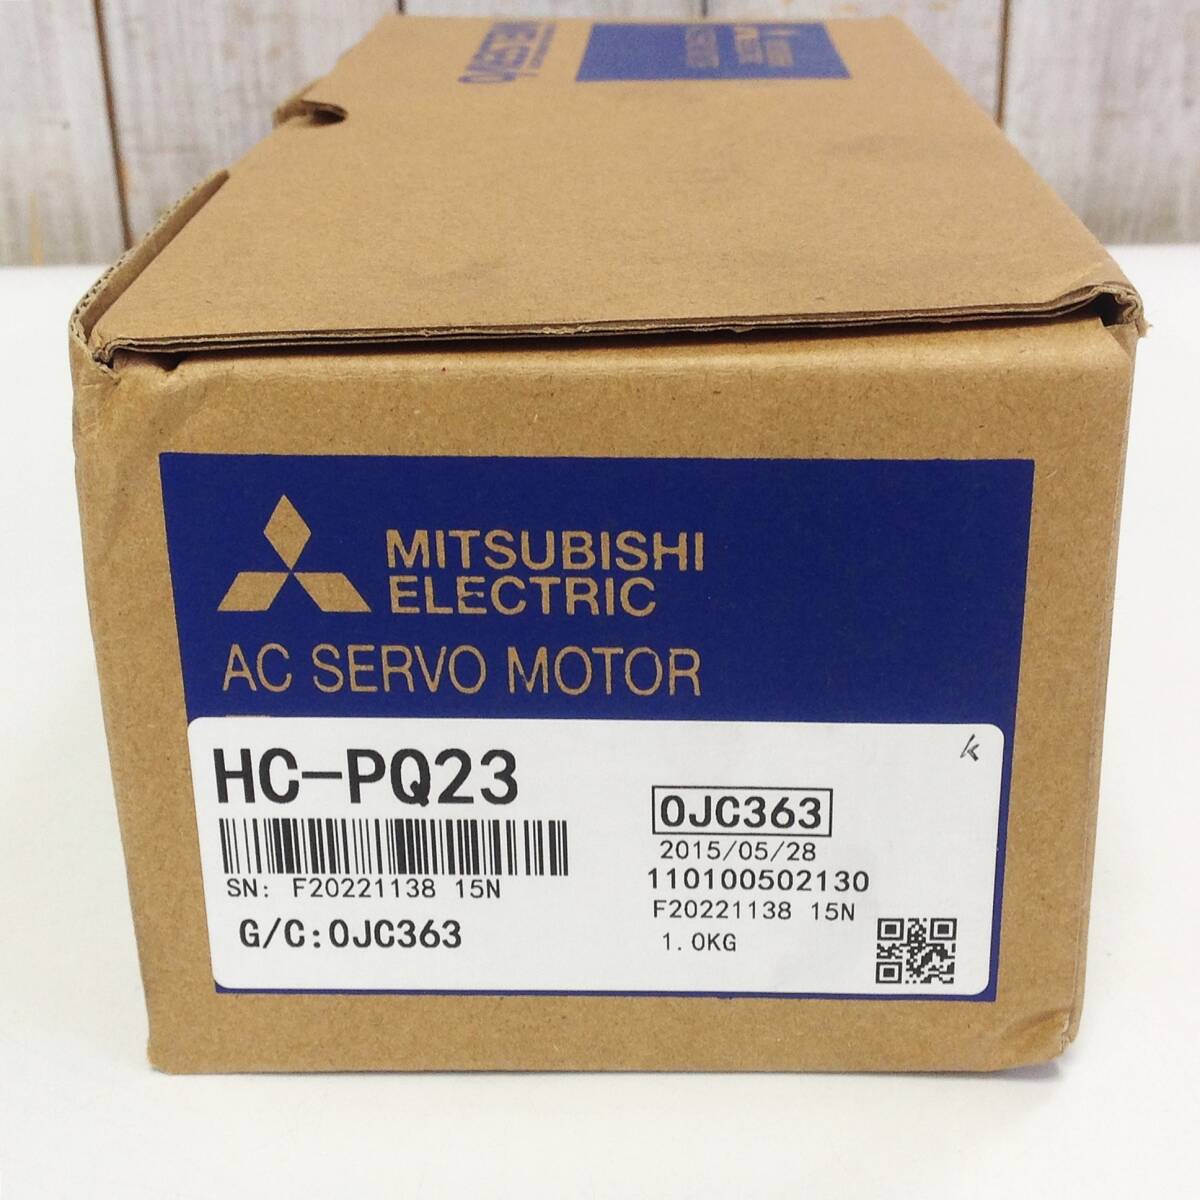 MITSUBISHI
ELECTRIC
AC SERVO MOTOR
HC-PQ23
SN: F20221138 15N
G/C:0JC363
k
0JC363
2015/05/28
110100502130
F20221138 15N
1.0KG